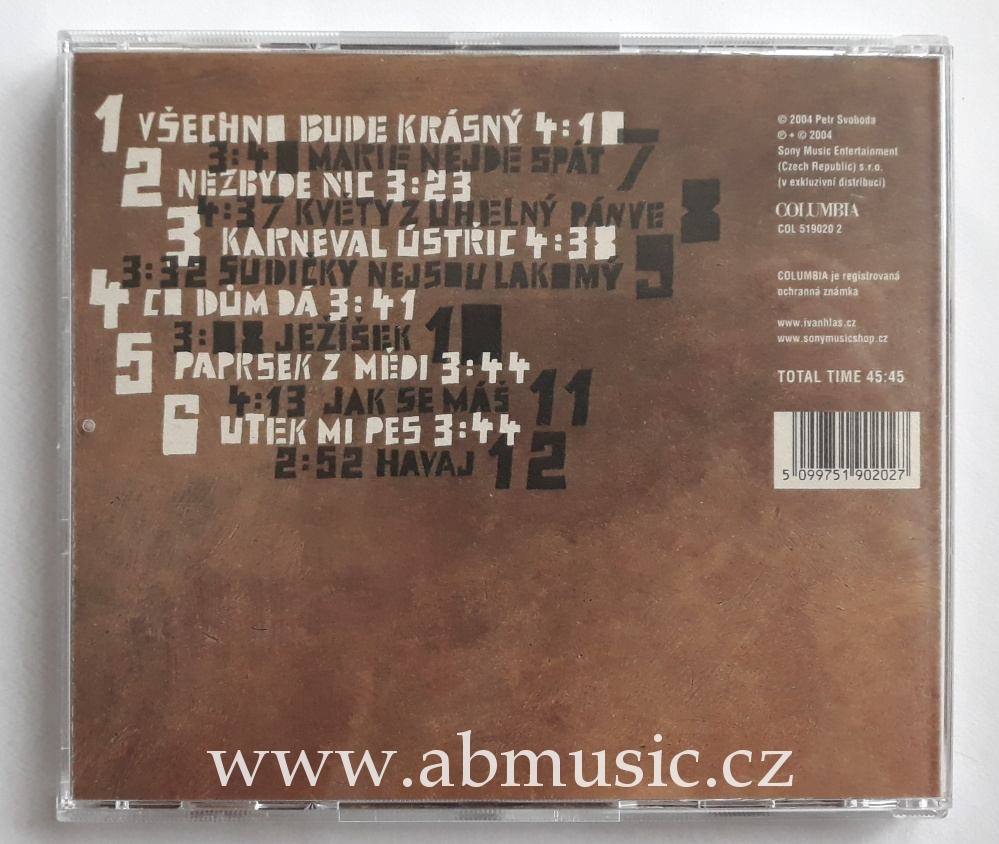 1 VŠECHNO BUDE KRÁSNÝ 4:10
3:40 MARIE NEJDE SPÁT 7
2 NEZBYDE NIC 3:23
4:37 KVĚTY Z UHELNÝ PÁNVE 8
3 KARNEVAL ÚSTŘIC 4:38
3:32 SUDIČKY NEJSOU LAKOMÝ 9
4 CO DŮM DÁ 3:41
3:08 JEŽÍŠEK 10
5 PAPRSEK Z MĚDI 3:44
4:13 JAK SE MÁŠ 11
6 UTEK MI PES 3:44
2:52 HAVAJ 12
© 2004 Petr Svoboda
℗ + © 2004
Sony Music Entertainment
(Czech Republic) s.r.o.
(v exkluzivní distribuci)
COLUMBIA
COL 519020 2
COLUMBIA je registrovaná
ochranná známka
www.ivanhlas.cz
www.sonymusicshop.cz
TOTAL TIME 45:45
5 099751 902027
www.abmusic.cz